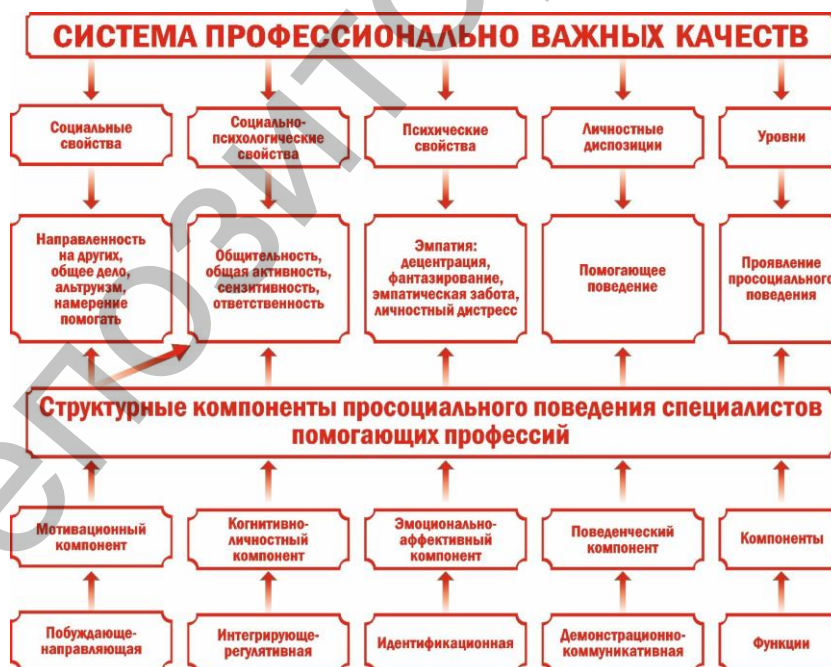 СИСТЕМА ПРОФЕССИОНАЛЬНО ВАЖНЫХ КАЧЕСТВ
Социальные
свойства
Социально-
психологические
свойства
Психические
свойства
Личностные
диспозиции
Уровни
Направленность
на других,
общее дело,
альтруизм,
намерение
помогать
Общительность,
общая активность,
сензитивность,
ответственность
Эмпатия:
децентрация,
фантазирование,
эмпатическая забота,
личностный дистресс
Помогающее
поведение
Проявление
просоциального
поведения
Структурные компоненты просоциального поведения специалистов
помогающих профессий
Мотивационный
компонент
Когнитивно-
личностный
компонент
Эмоционально-
аффективный
компонент
Поведенческий
компонент
Компоненты
Побуждающе-
направляющая
Интегрирующе-
регулятивная
Идентификационная
Демонстрационно-
коммуникативная
Функции